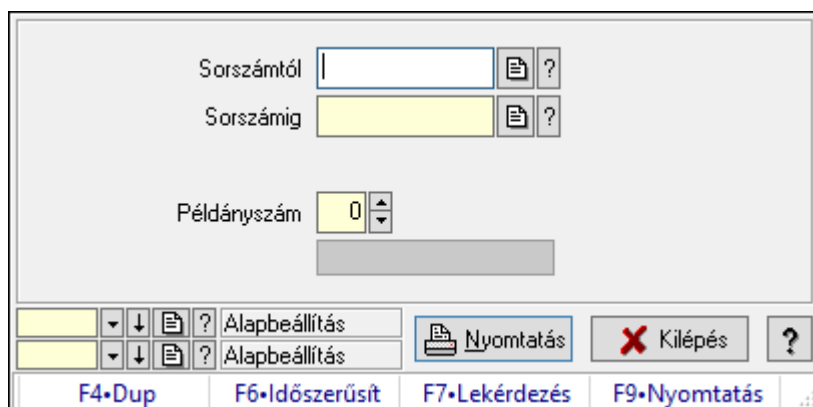 Sorszámtól ?
Sorszámig ?
Példányszám 0
? Alapbeállítás
? Alapbeállítás
Nyomtatás Kilépés ?
F4•Dup F6•Időszerűsít F7•Lekérdezés F9•Nyomtatás